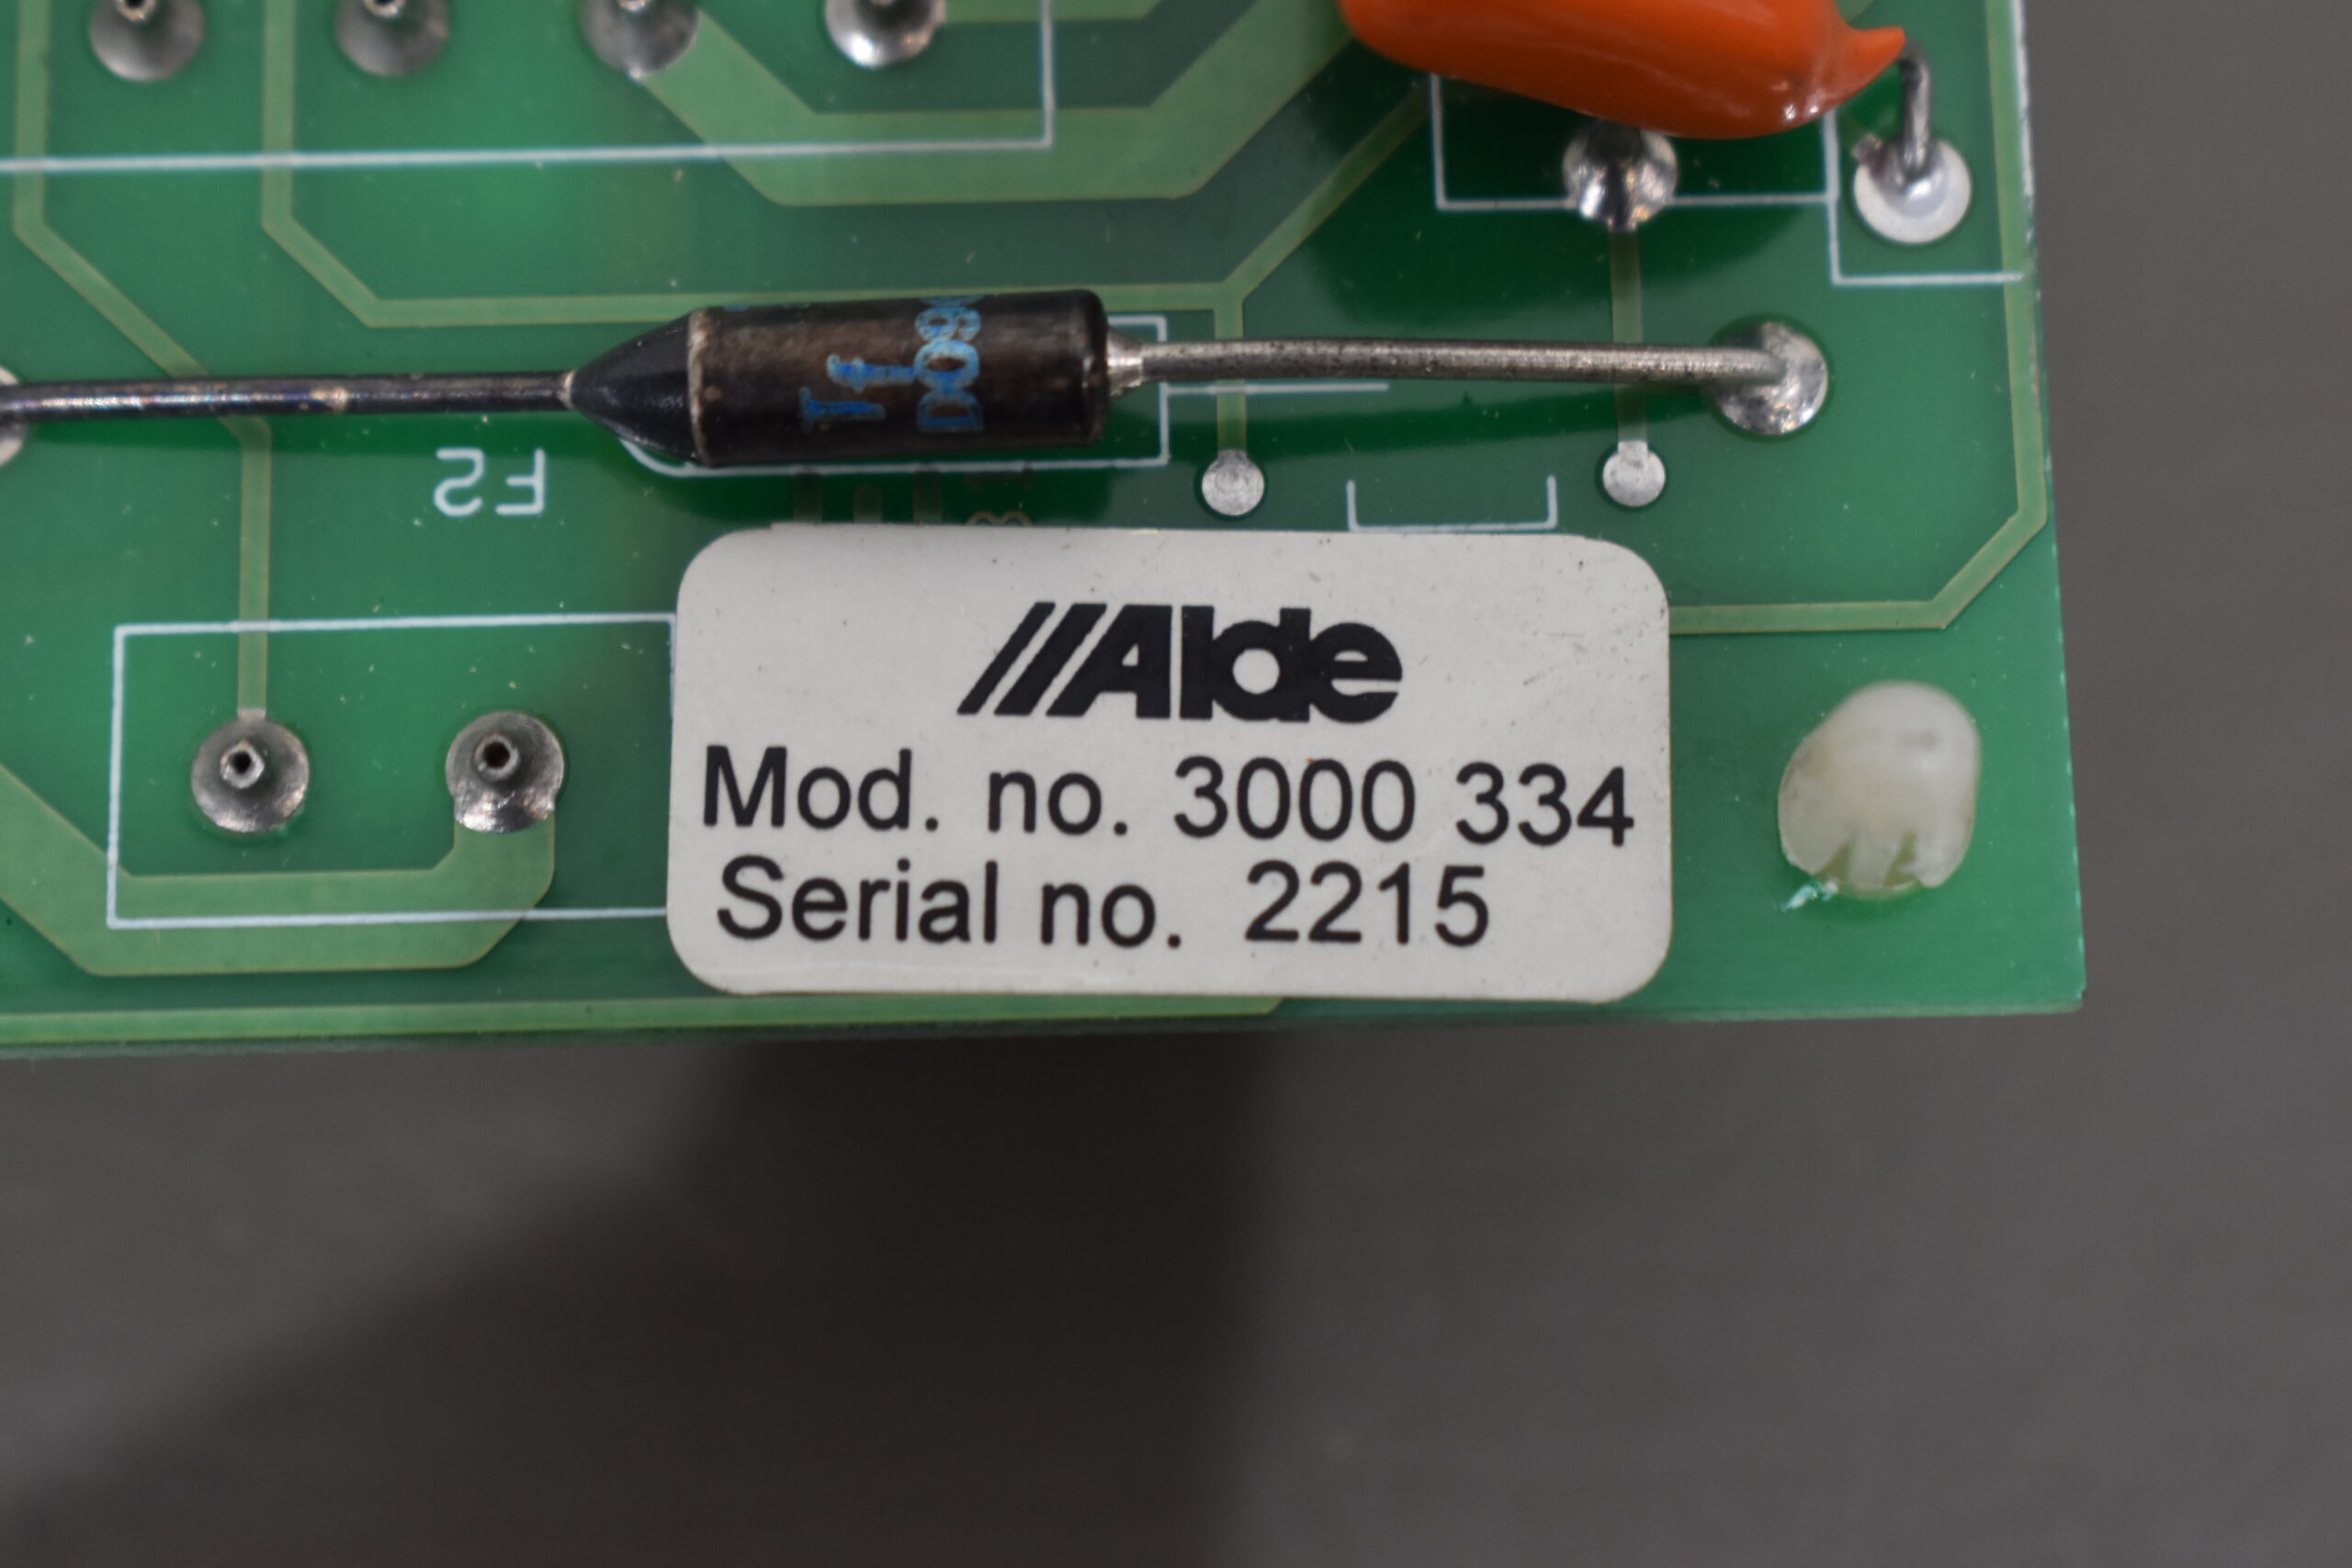 F2
//Alde
Mod. no. 3000 334
Serial no. 2215